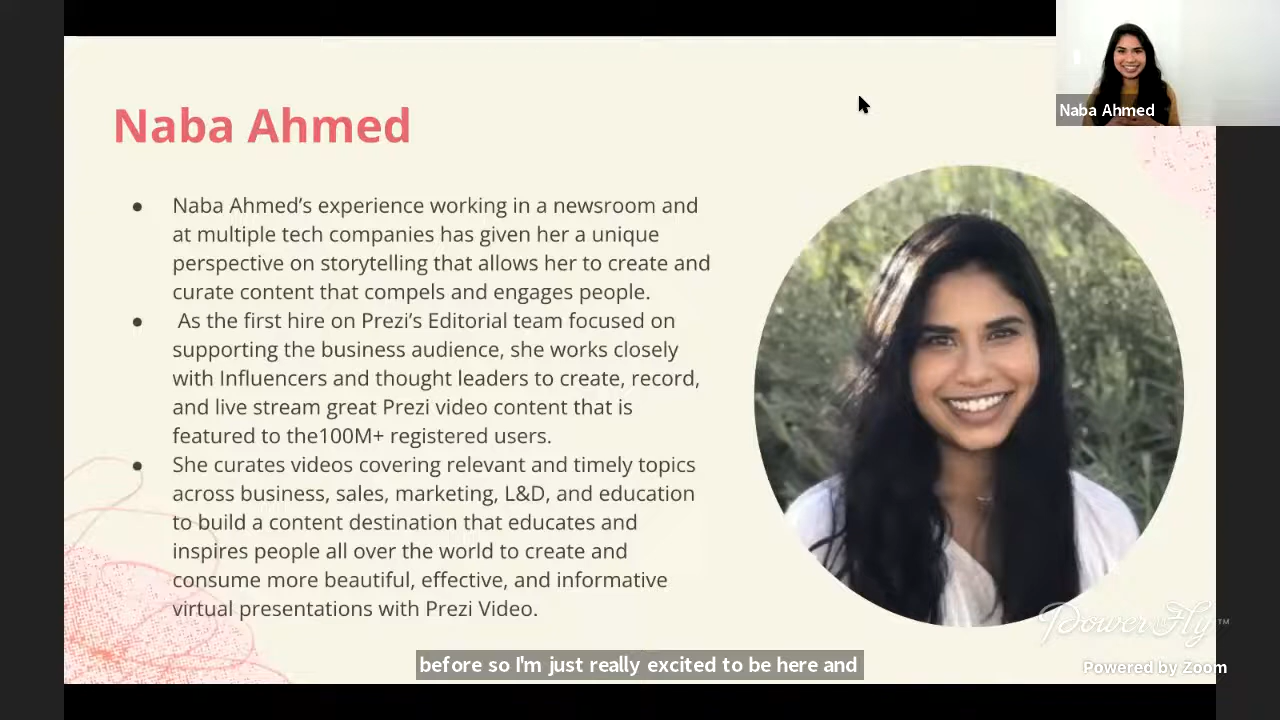 Naba Ahmed
Naba Ahmed
● Naba Ahmed’s experience working in a newsroom and
at multiple tech companies has given her a unique
perspective on storytelling that allows her to create and
curate content that compels and engages people.
● As the first hire on Prezi’s Editorial team focused on
supporting the business audience, she works closely
with Influencers and thought leaders to create, record,
and live stream great Prezi video content that is
featured to the100M+ registered users.
● She curates videos covering relevant and timely topics
across business, sales, marketing, L&D, and education
to build a content destination that educates and
inspires people all over the world to create and
consume more beautiful, effective, and informative
virtual presentations with Prezi Video.
PowerToFly™
before so I'm just really excited to be here and
Powered by Zoom